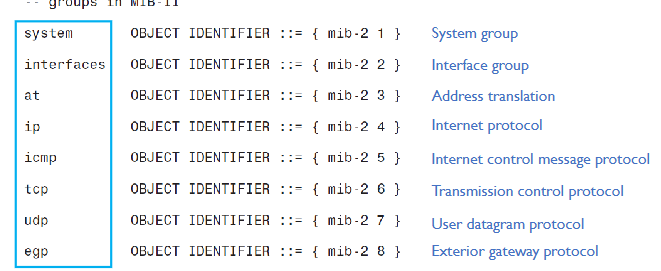 -- groups in MIB-II
system OBJECT IDENTIFIER ::= { mib-2 1 } System group
interfaces OBJECT IDENTIFIER ::= { mib-2 2 } Interface group
at OBJECT IDENTIFIER ::= { mib-2 3 } Address translation
ip OBJECT IDENTIFIER ::= { mib-2 4 } Internet protocol
icmp OBJECT IDENTIFIER ::= { mib-2 5 } Internet control message protocol
tcp OBJECT IDENTIFIER ::= { mib-2 6 } Transmission control protocol
udp OBJECT IDENTIFIER ::= { mib-2 7 } User datagram protocol
egp OBJECT IDENTIFIER ::= { mib-2 8 } Exterior gateway protocol